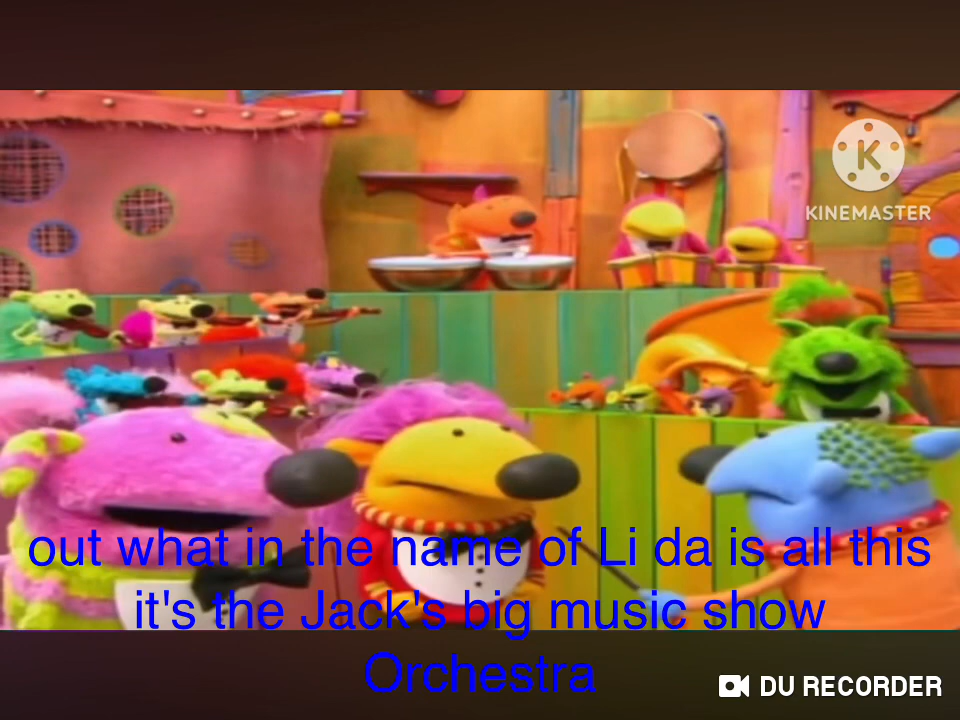 K
KINEMASTER
out what in the name of Li da is all this
it's the Jack's big music show
Orchestra
DU RECORDER